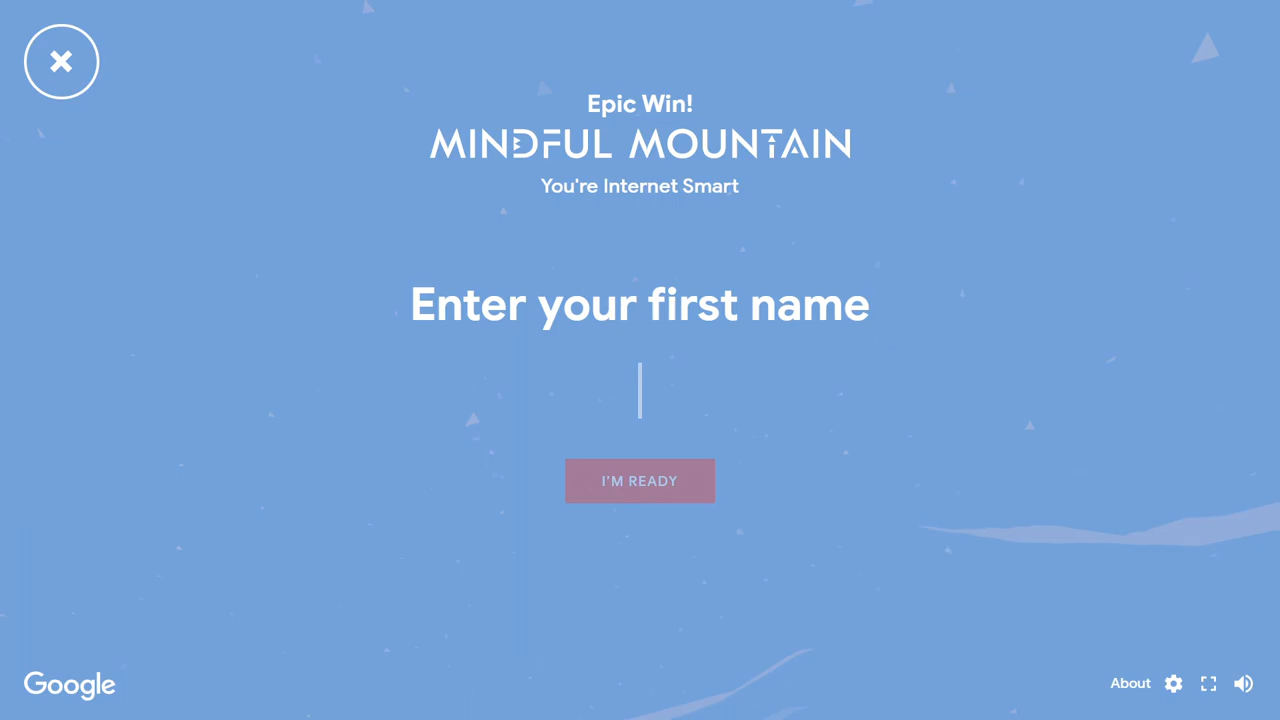 Epic Win!
MINDFUL MOUNTAIN
You're Internet Smart
Enter your first name
I'M READY
Google
About